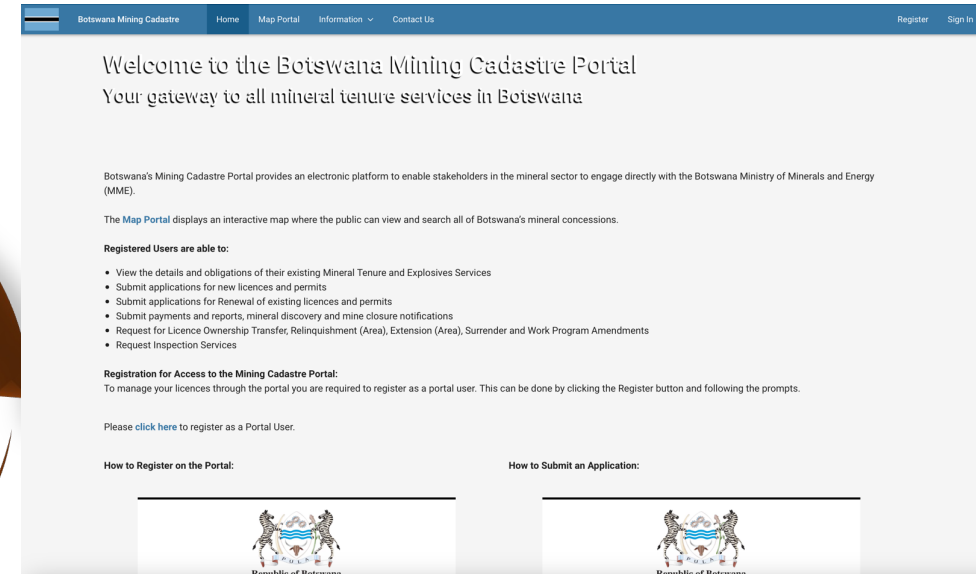 Botswana Mining Cadastre Home Map Portal Information Contact Us Register Sign In
Welcome to the Botswana Mining Cadastre Portal
Your gateway to all mineral tenure services in Botswana
Botswana's Mining Cadastre Portal provides an electronic platform to enable stakeholders in the mineral sector to engage directly with the Botswana Ministry of Minerals and Energy
(MME).
The Map Portal displays an interactive map where the public can view and search all of Botswana's mineral concessions.
Registered Users are able to:
• View the details and obligations of their existing Mineral Tenure and Explosives Services
• Submit applications for new licences and permits
• Submit applications for Renewal of existing licences and permits
• Submit payments and reports, mineral discovery and mine closure notifications
• Request for Licence Ownership Transfer, Relinquishment (Area), Extension (Area), Surrender and Work Program Amendments
• Request Inspection Services
Registration for Access to the Mining Cadastre Portal:
To manage your licences through the portal you are required to register as a portal user. This can be done by clicking the Register button and following the prompts.
Please click here to register as a Portal User.
How to Register on the Portal: How to Submit an Application:
PULA PULA
Republic of Botswana Republic of Botswana